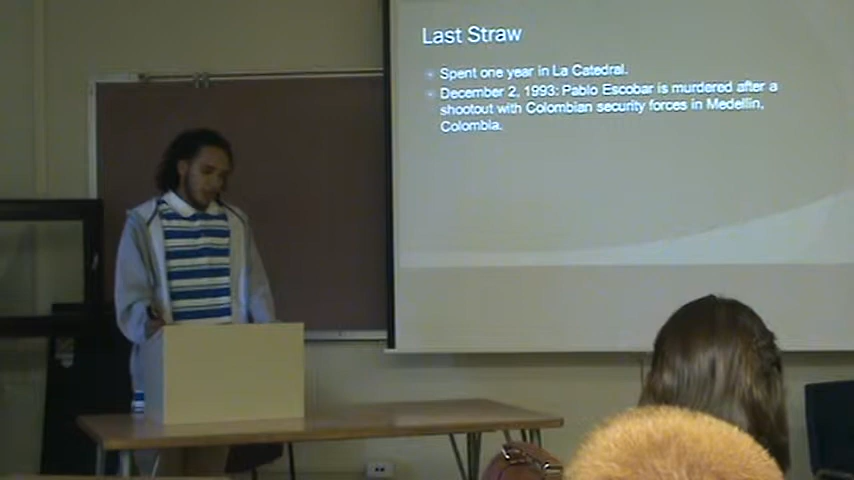 Last Straw
Spent one year in La Catedral.
December 2, 1993: Pablo Escobar is murdered after a
shootout with Colombian security forces in Medellin,
Colombia.